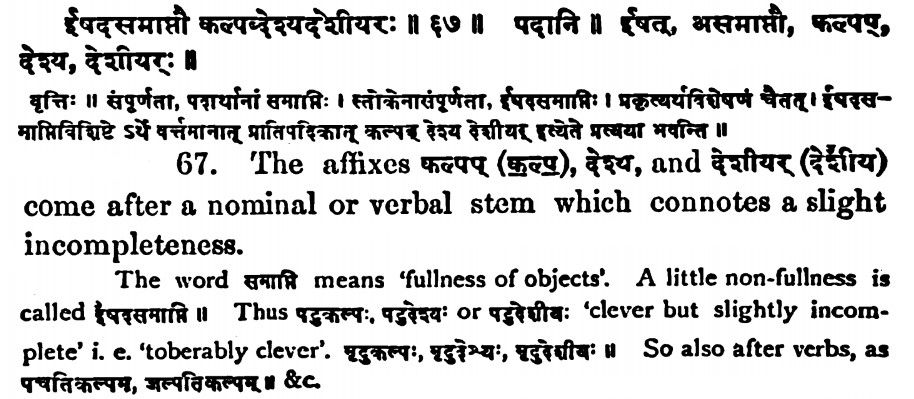 ईषदसमाप्तौ कल्पब्देश्यदेशीयरः ॥ ६७ ॥ पदानि ॥ ईषत्, असमाप्तौ, कल्पप्,
देश्य, देशीयर्ः ॥
वृत्तिः ॥ संपूर्णता, पदार्थानां समाप्तिः । स्तोकेनासंपूर्णता, ईषदसमाप्तिः । प्रकृत्यर्थविशेषणं चैतत् । ईषदस-
माप्तिविशिष्टे ऽर्थे वर्त्तमानात् प्रातिपदिकात् कल्पब् देश्य देशीयर् इत्येते प्रत्यया भवन्ति ॥
67. The affixes कल्पप् (कल्प), देश्य, and देशीयर् (देशीय)
come after a nominal or verbal stem which connotes a slight
incompleteness.
The word समाप्ति means 'fullness of objects'. A little non-fullness is
called ईषदसमाप्ति ॥ Thus पटुकल्पः, पटुदेश्यः or पटुदेशीयः 'clever but slightly incom-
plete' i. e. 'toberably clever'. मृदुकल्पः, मृदुदेश्यः, मृदुदेशीयः ॥ So also after verbs, as
पचतिकल्पम्, जल्पतिकल्पम् ॥ &c.